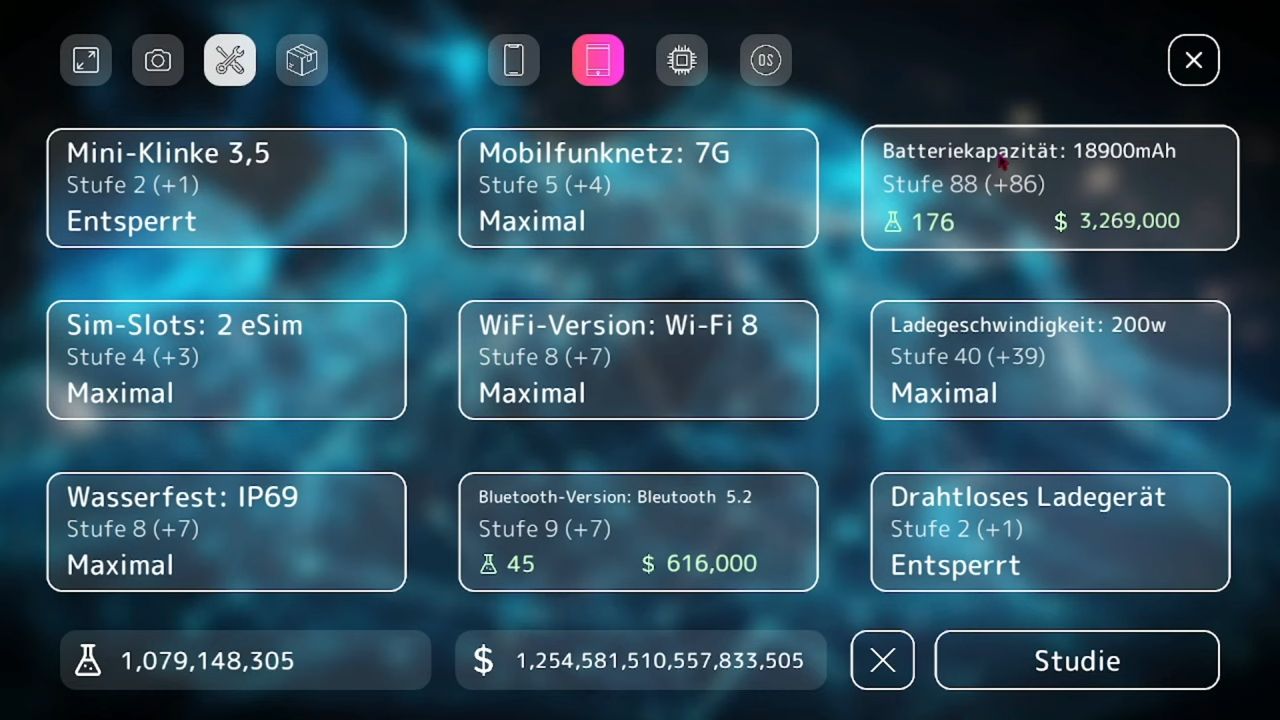 OS
Mini-Klinke 3,5
Stufe 2 (+1)
Entsperrt
Mobilfunknetz: 7G
Stufe 5 (+4)
Maximal
Batteriekapazität: 18900mAh
Stufe 88 (+86)
176 $ 3,269,000
Sim-Slots: 2 eSim
Stufe 4 (+3)
Maximal
WiFi-Version: Wi-Fi 8
Stufe 8 (+7)
Maximal
Ladegeschwindigkeit: 200w
Stufe 40 (+39)
Maximal
Wasserfest: IP69
Stufe 8 (+7)
Maximal
Bluetooth-Version: Bleutooth 5.2
Stufe 9 (+7)
45 $ 616,000
Drahtloses Ladegerät
Stufe 2 (+1)
Entsperrt
1,079,148,305
$ 1,254,581,510,557,833,505
Studie